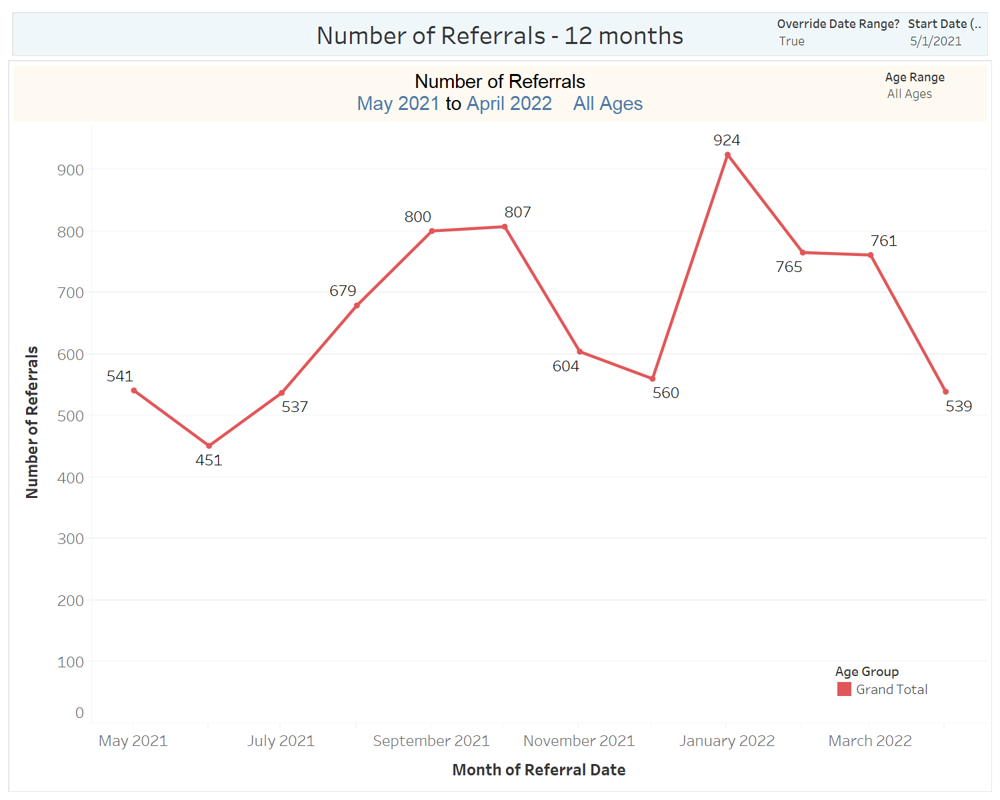 Number of Referrals - 12 months
Override Date Range? Start Date (..
True 5/1/2021
Number of Referrals
May 2021 to April 2022 All Ages
Age Range
All Ages
Number of Referrals
900
800
700
600
500
400
300
200
100
0
541
451
537
679
800
807
604
560
924
765
761
539
Age Group
Grand Total
May 2021 July 2021 September 2021 November 2021 January 2022 March 2022
Month of Referral Date